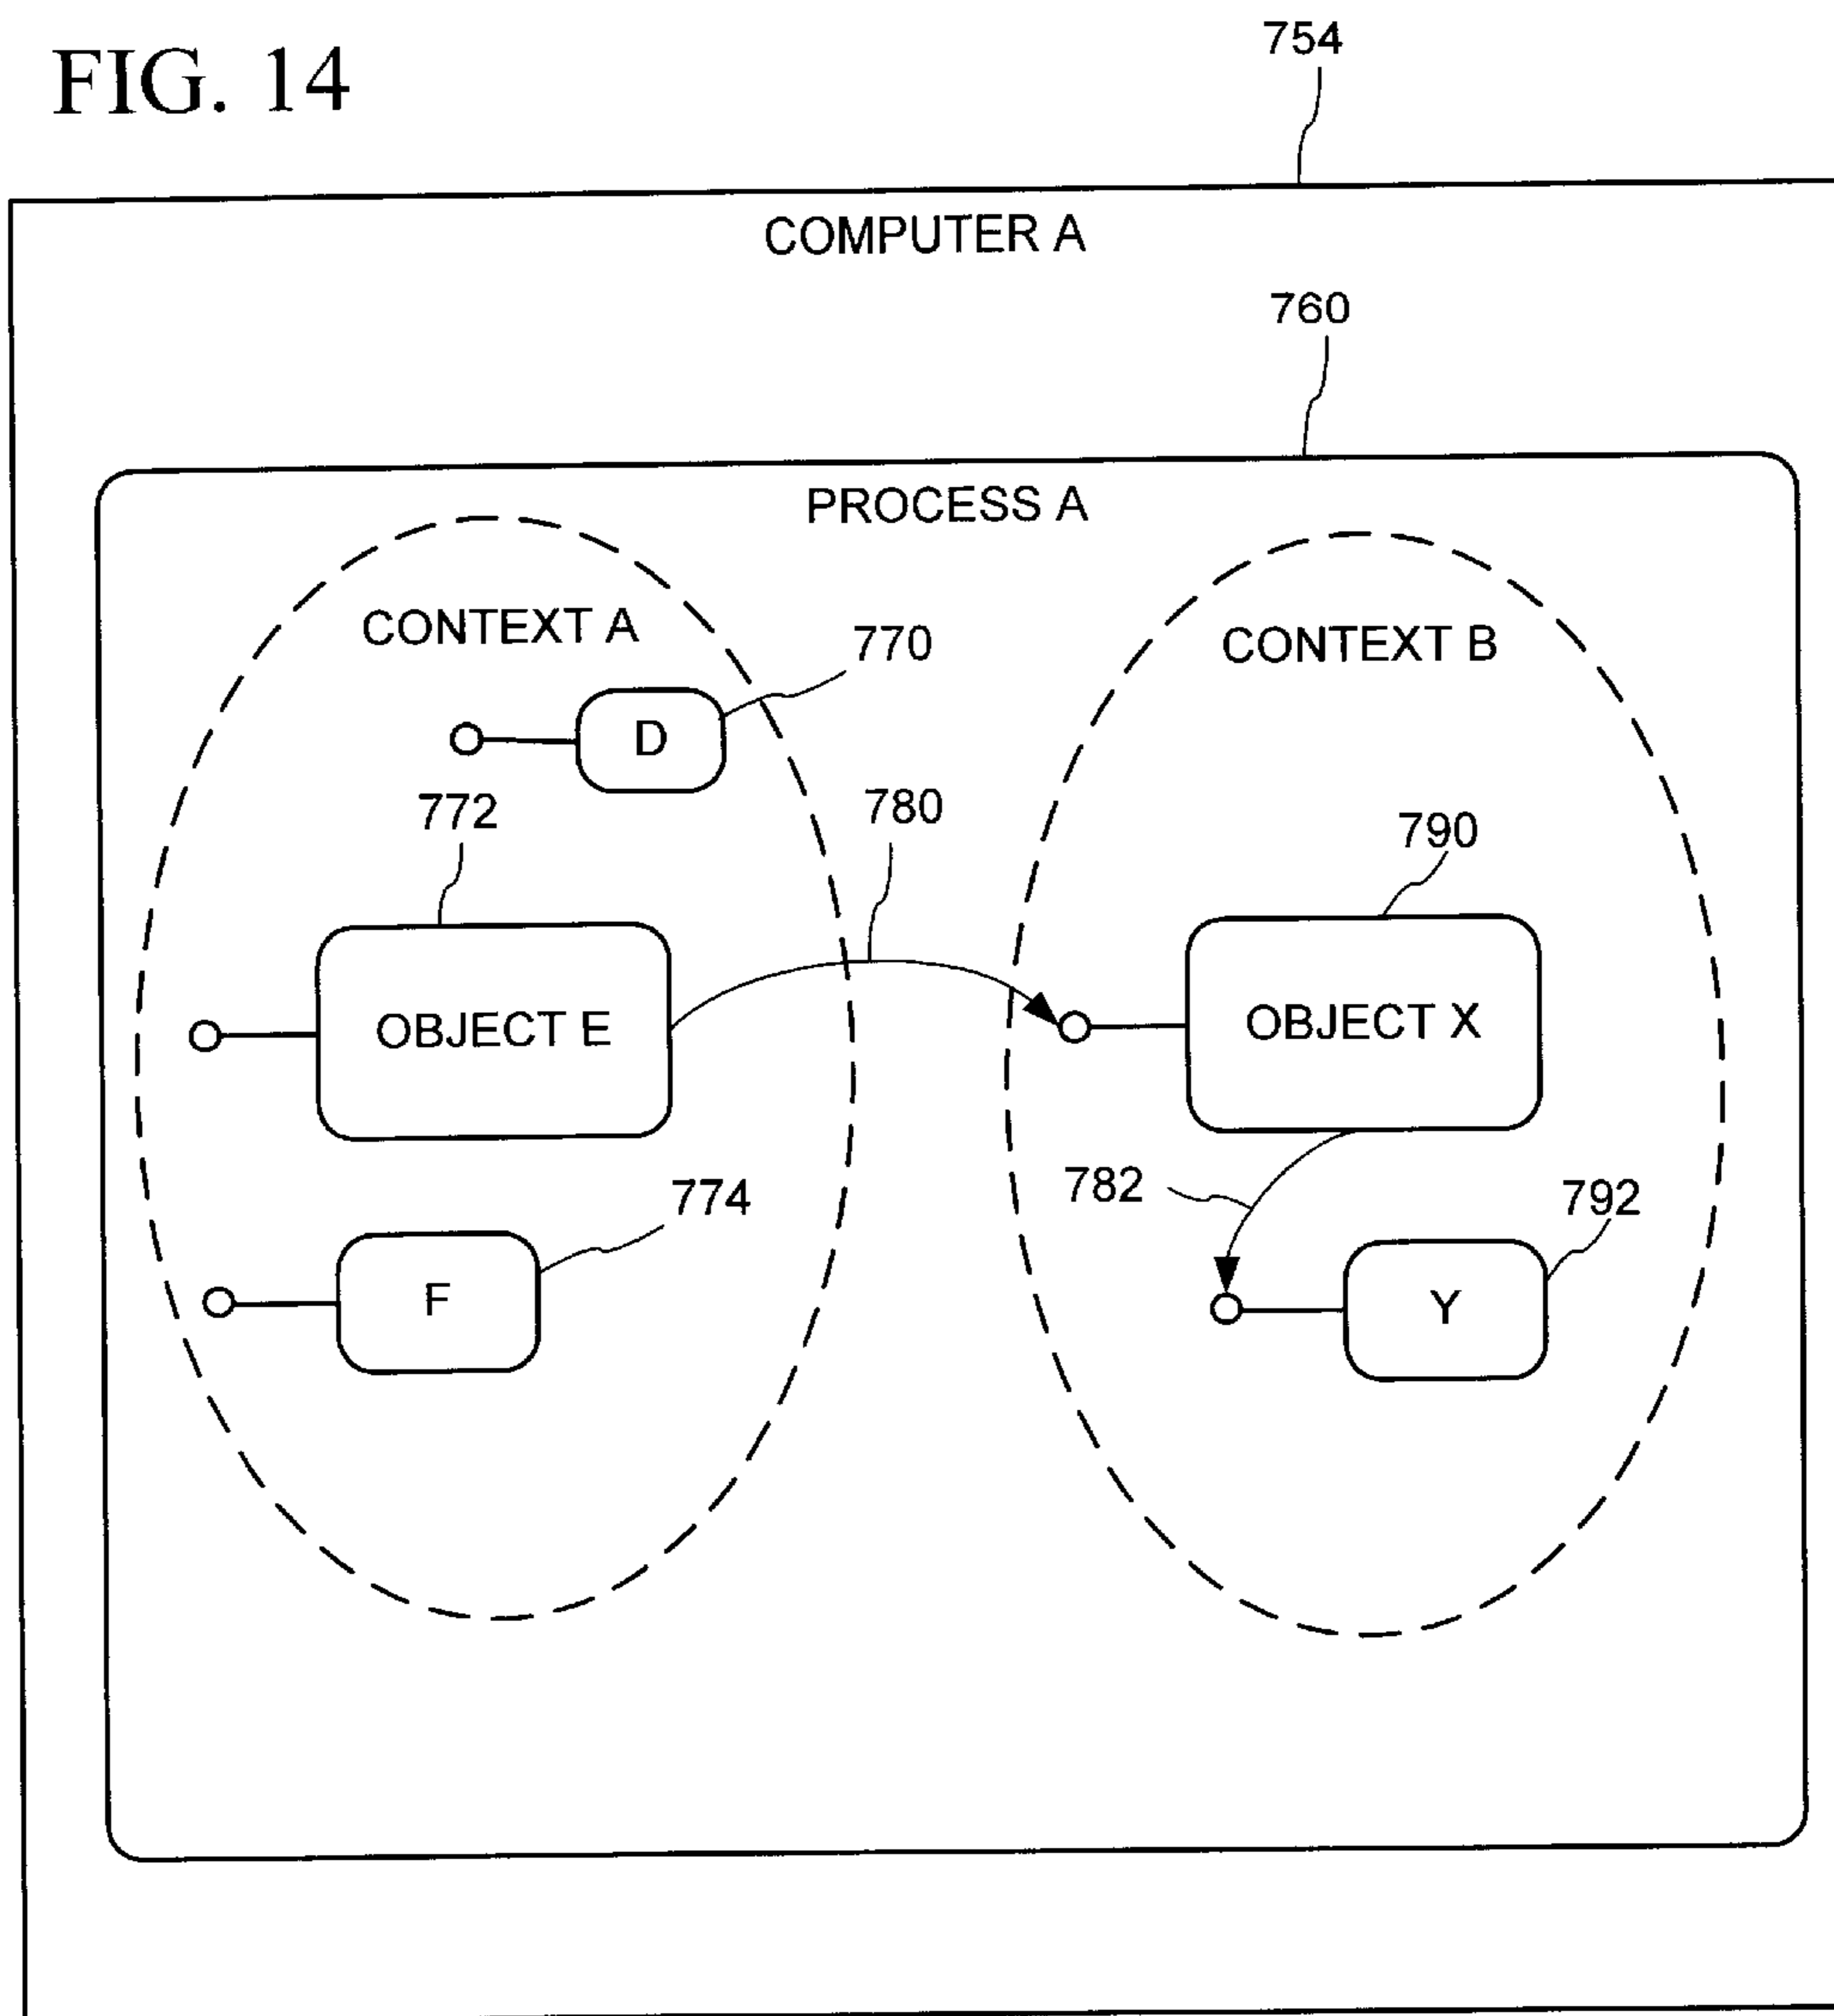 FIG. 14
754
COMPUTER A
760
PROCESS A
CONTEXT A
CONTEXT B
770
D
772
780
790
OBJECT E
OBJECT X
774
782
792
F
Y